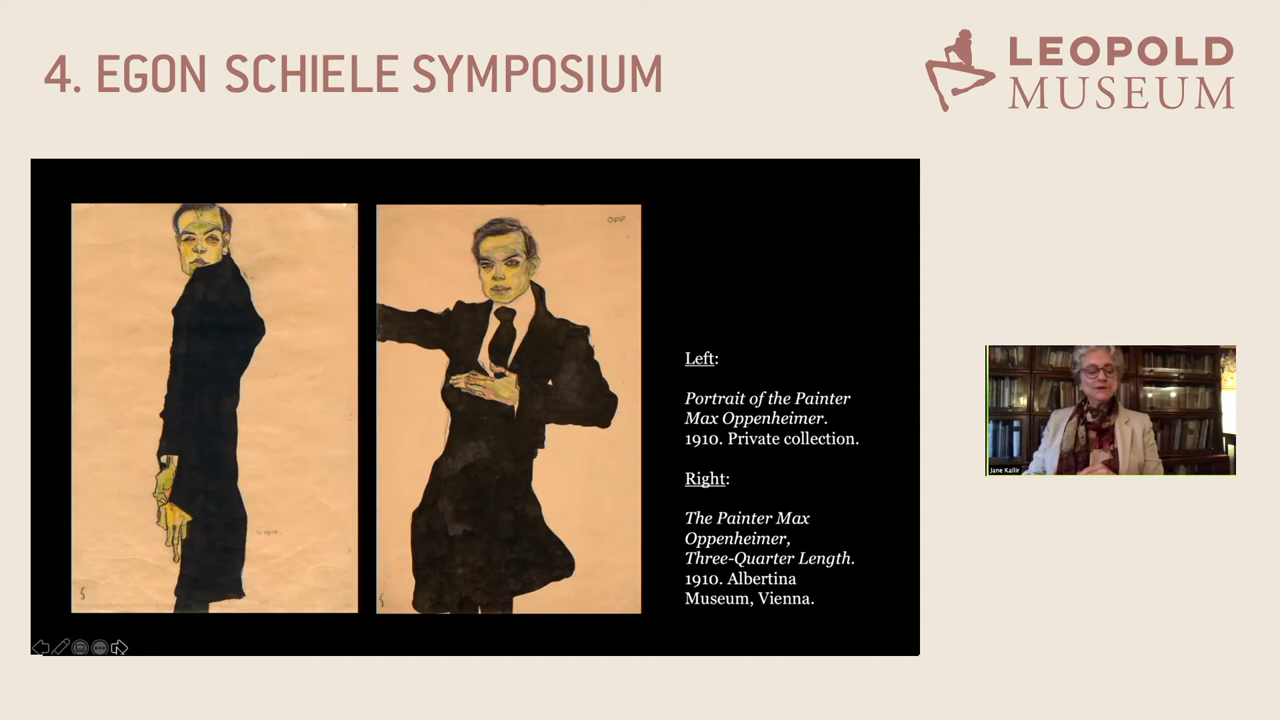 4. EGON SCHIELE SYMPOSIUM
LEOPOLD
MUSEUM
OPP
S
S
Left:
Portrait of the Painter
Max Oppenheimer.
1910. Private collection.
Right:
The Painter Max
Oppenheimer,
Three-Quarter Length.
1910. Albertina
Museum, Vienna.
Jane Kallir